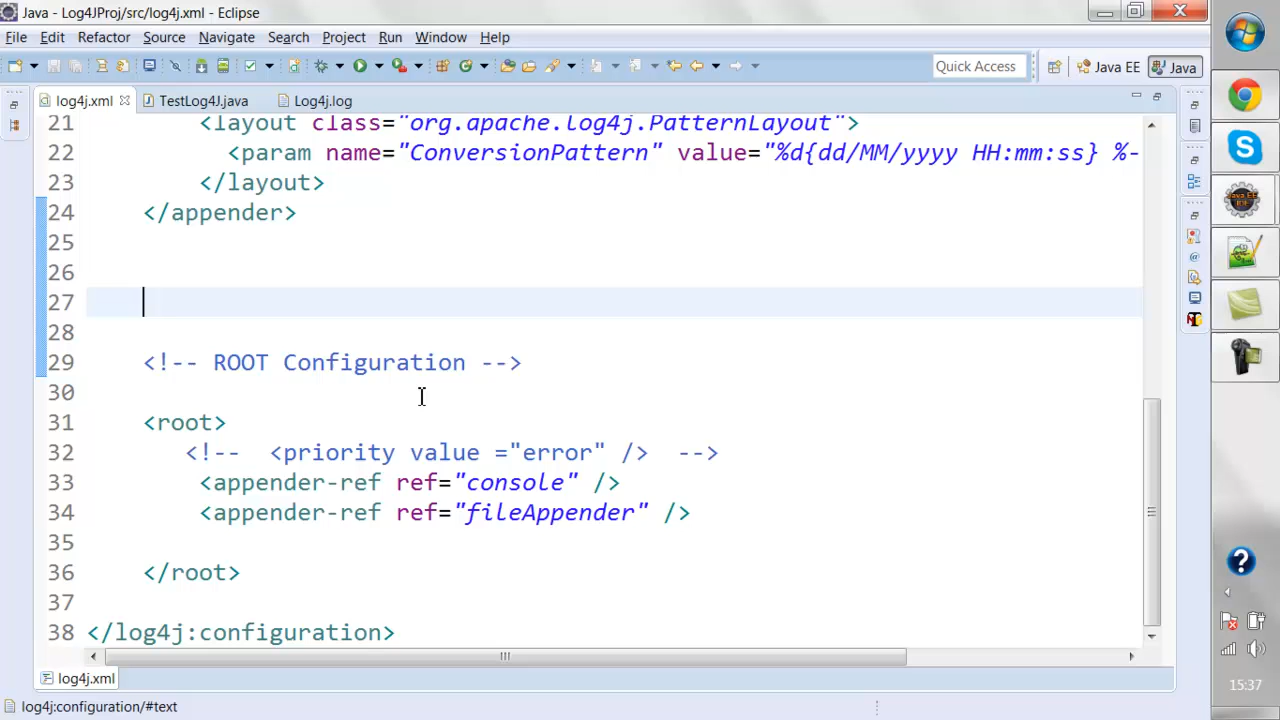 Java - Log4JProj/src/log4j.xml - Eclipse
File Edit Refactor Source Navigate Search Project Run Window Help
Quick Access Java EE Java
log4j.xml TestLog4J.java Log4j.log
21 <layout class="org.apache.log4j.PatternLayout">
22 <param name="ConversionPattern" value="%d{dd/MM/yyyy HH:mm:ss} %-
23 </layout>
24 </appender>
25
26
27
28
29 <!-- ROOT Configuration -->
30
31 <root>
32 <!-- <priority value ="error" /> -->
33 <appender-ref ref="console" />
34 <appender-ref ref="fileAppender" />
35
36 </root>
37
38 </log4j:configuration>
log4j.xml
log4j:configuration/#text
Java EE
IDE
15:37